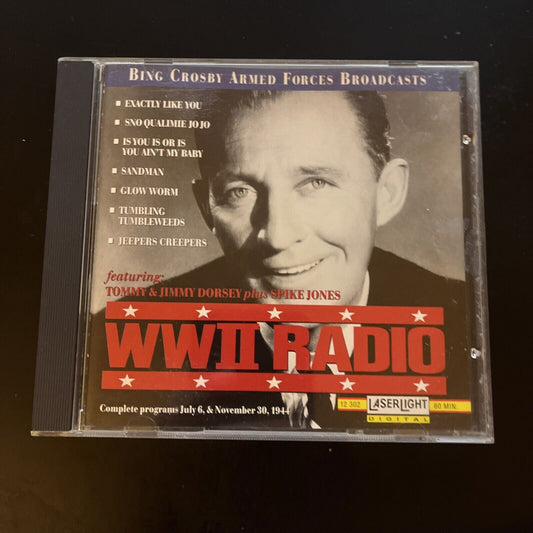 BING CROSBY ARMED FORCES BROADCASTS
EXACTLY LIKE YOU
SNO QUALIMIE JO JO
IS YOU IS OR IS
YOU AIN'T MY BABY
SANDMAN
GLOW WORM
TUMBLING
TUMBLEWEEDS
JEEPERS CREEPERS
featuring:
TOMMY & JIMMY DORSEY plus SPIKE JONES
WWII RADIO
Complete programs July 6, & November 30, 1944
12 302
LASERLIGHT
DIGITAL
60 MIN.